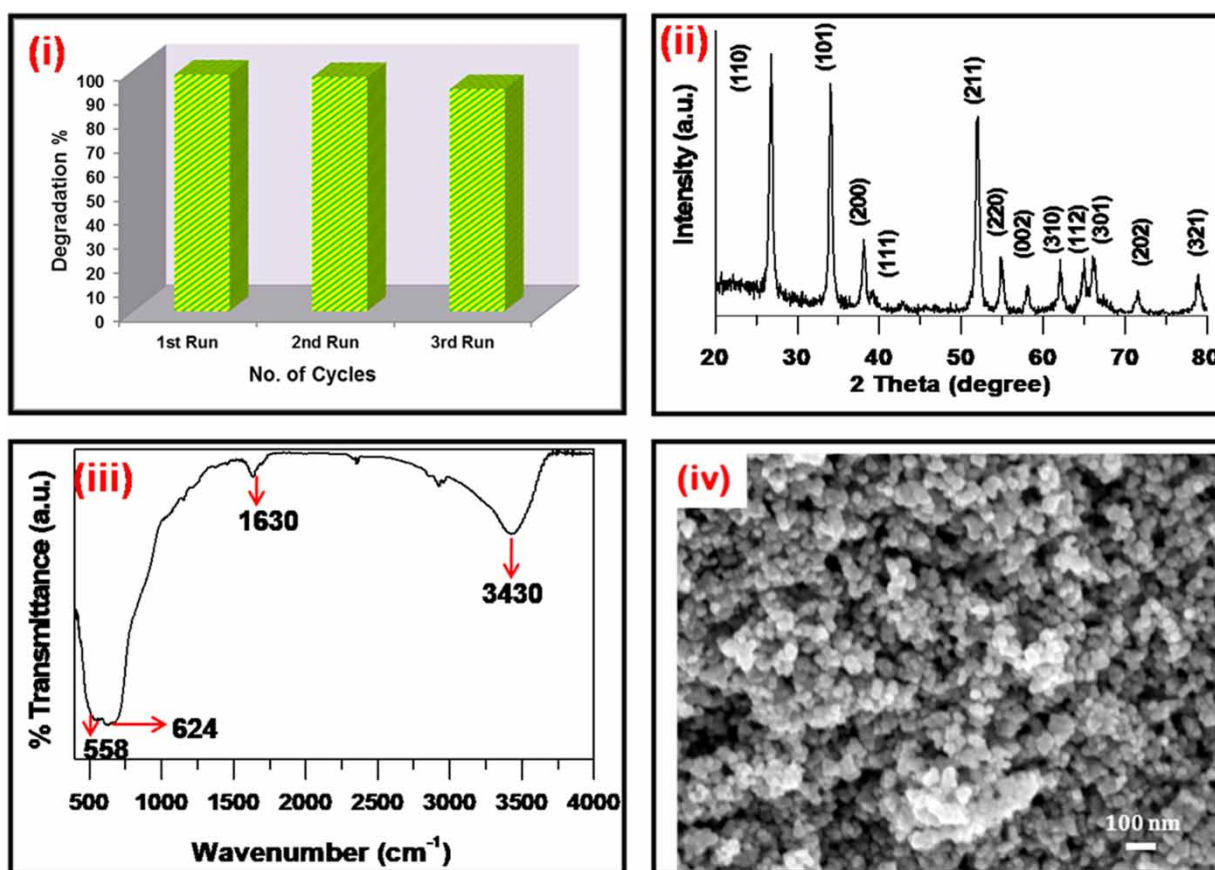 (i)
Degradation %
100
90
80
70
60
50
40
30
20
10
0
1st Run 2nd Run 3rd Run
No. of Cycles
(ii)
Intensity (a.u.)
(110)
(101)
(200)
(111)
(211)
(220)
(002)
(310)
(112)
(301)
(202)
(321)
20 30 40 50 60 70 80
2 Theta (degree)
(iii)
% Transmittance (a.u.)
1630
3430
624
558
500 1000 1500 2000 2500 3000 3500 4000
Wavenumber (cm⁻¹)
(iv)
100 nm